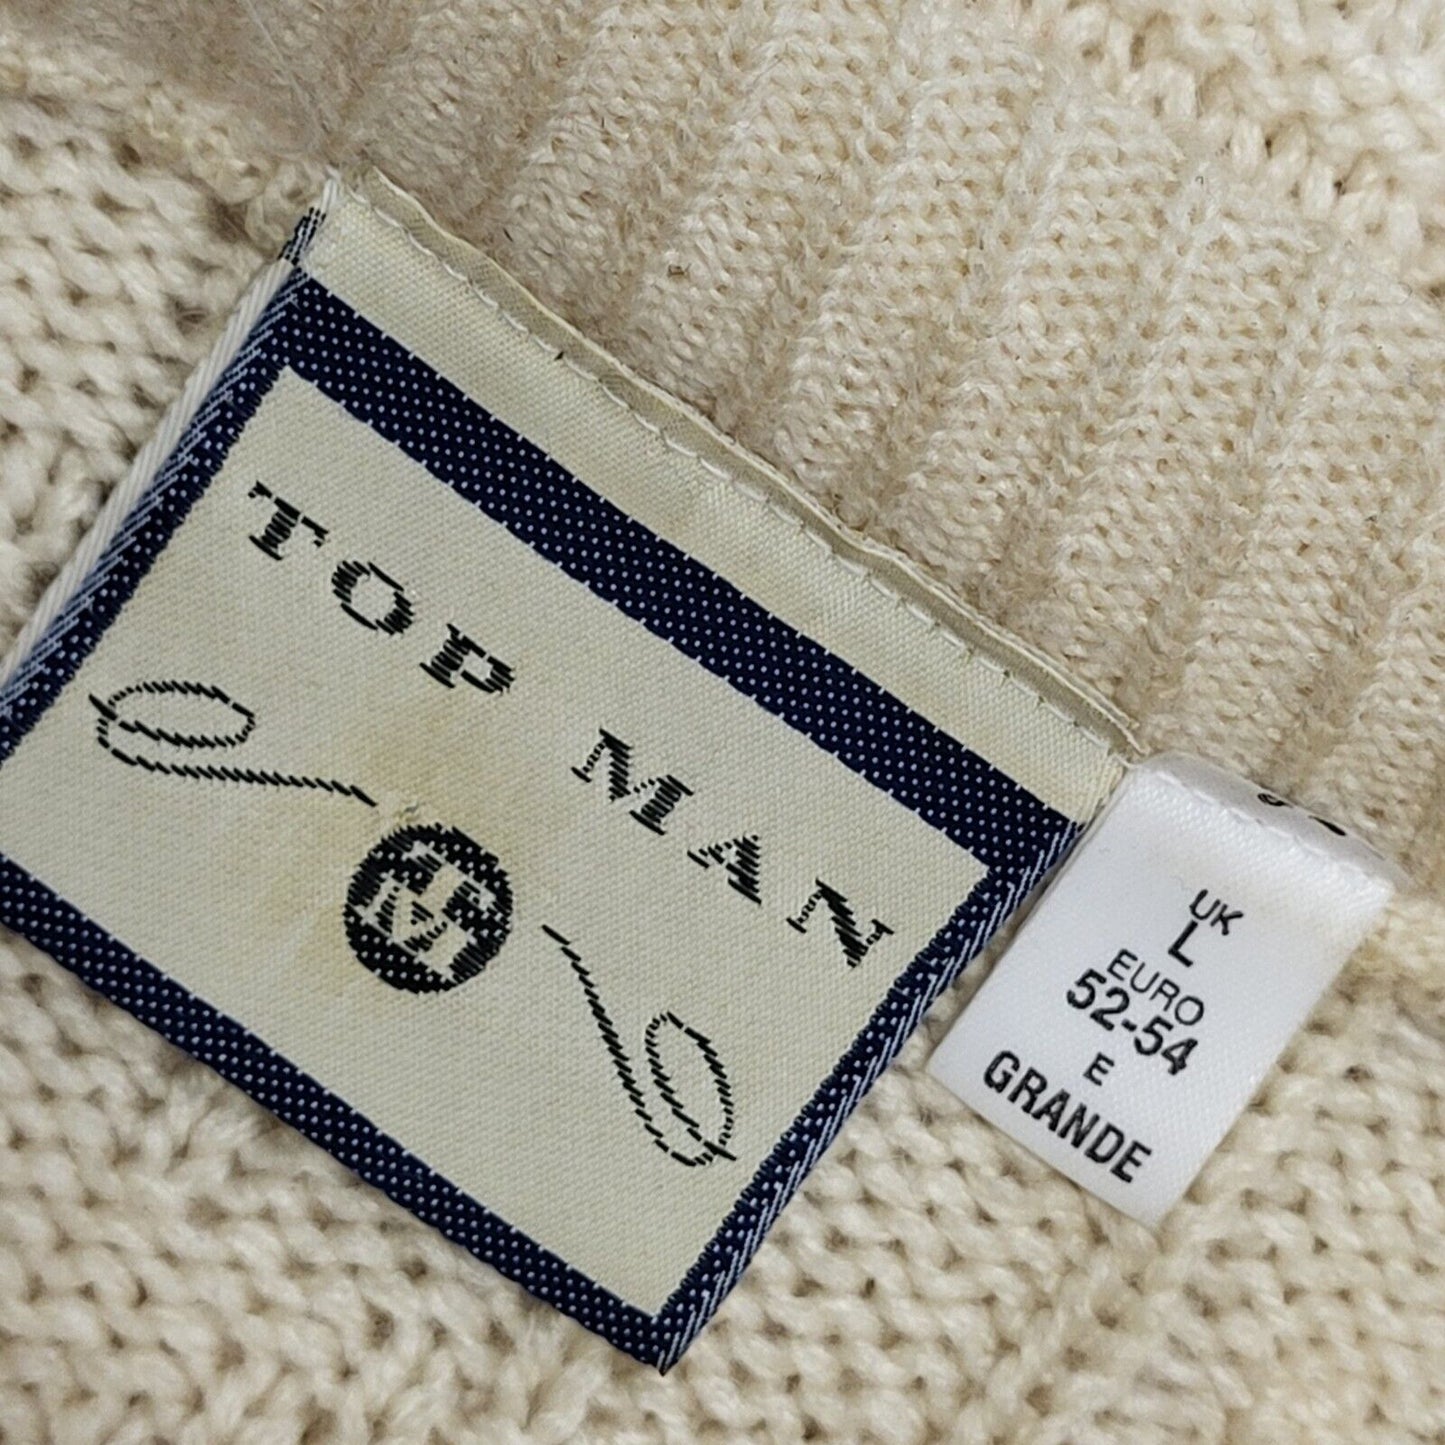 TOP MAN
UK
L
EURO
52-54
E
GRANDE